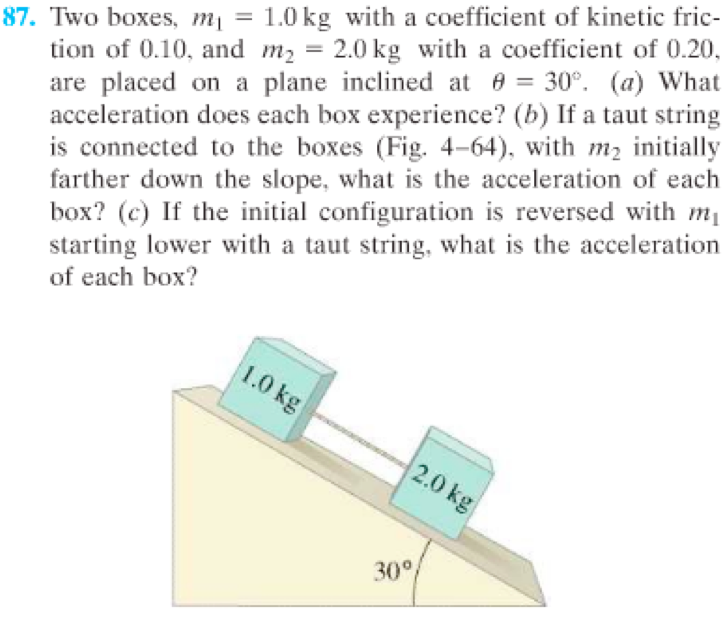 87. Two boxes, m₁ = 1.0 kg with a coefficient of kinetic fric-
tion of 0.10, and m₂ = 2.0 kg with a coefficient of 0.20,
are placed on a plane inclined at θ = 30°. (a) What
acceleration does each box experience? (b) If a taut string
is connected to the boxes (Fig. 4–64), with m₂ initially
farther down the slope, what is the acceleration of each
box? (c) If the initial configuration is reversed with m₁
starting lower with a taut string, what is the acceleration
of each box?
1.0 kg
2.0 kg
30°